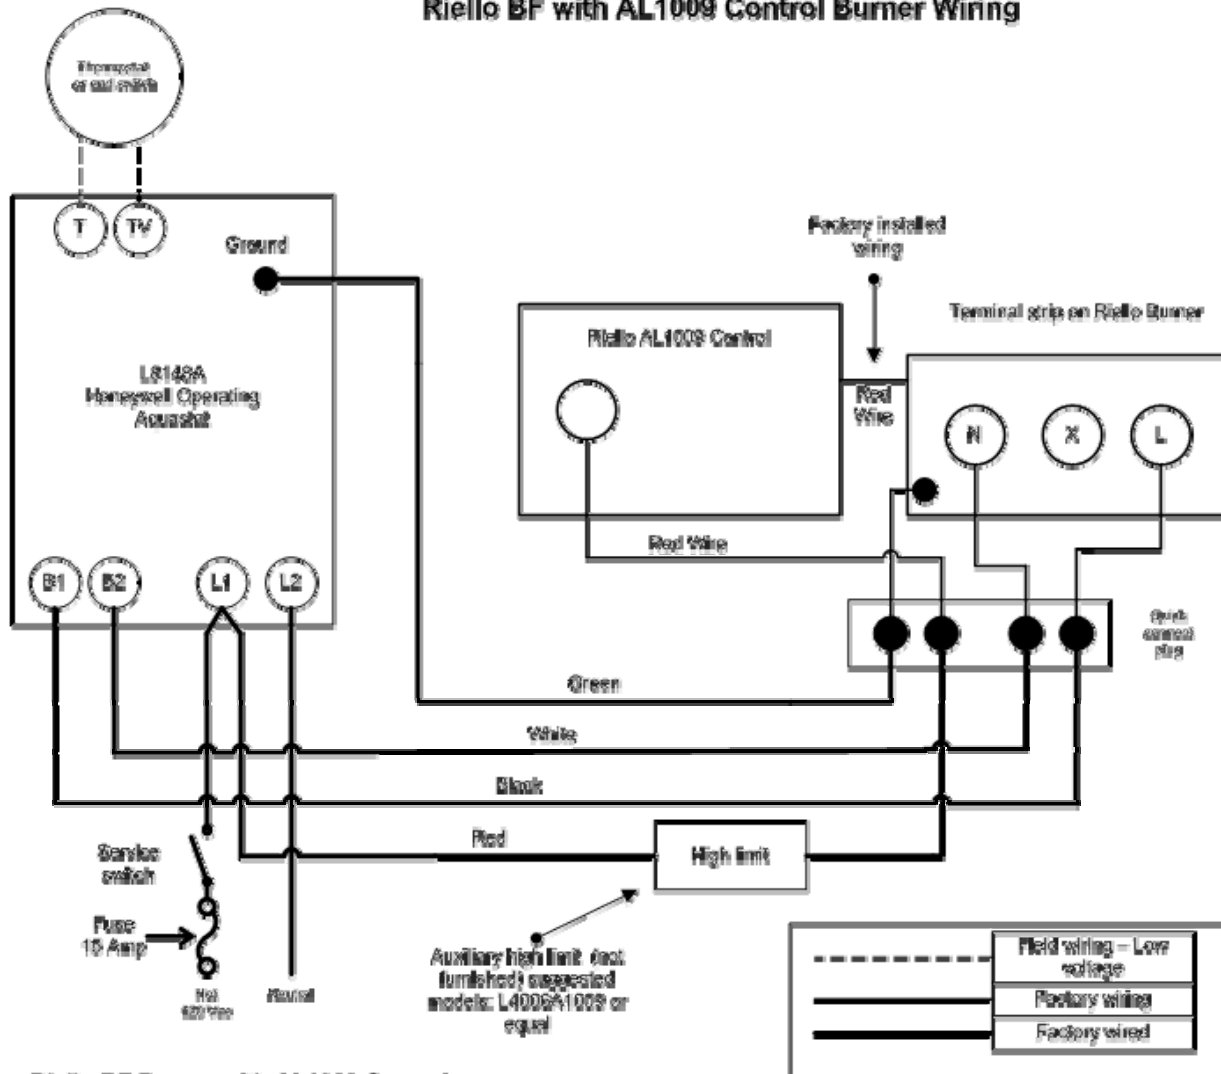 Riello BF with AL1009 Control Burner Wiring
Thermostat
or end switch
T
TV
Ground
L8148A
Honeywell Operating
Aquastat
B1
B2
L1
L2
Factory installed
wiring
Riello AL1009 Control
Red
Wire
Terminal strip on Riello Burner
N
X
L
Red Wire
Quick
connect
plug
Green
White
Black
Red
High limit
Service
switch
Fuse
15 Amp
Hot
Neutral
Auxiliary high limit (not
furnished) suggested
models: L4006A1009 or
equal
Field wiring – Low
voltage
Factory wiring
Factory wired